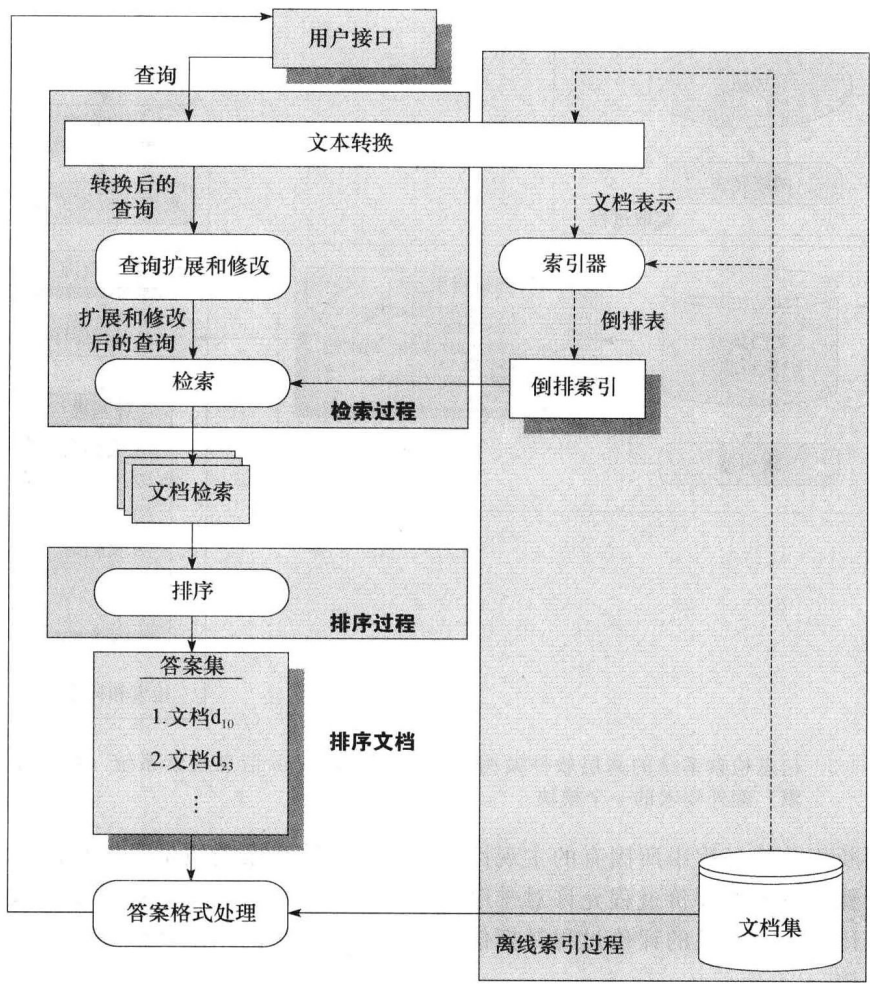 用户接口
查询
文本转换
转换后的
查询
文档表示
查询扩展和修改
索引器
扩展和修改
后的查询
倒排表
检索
倒排索引
检索过程
文档检索
排序
排序过程
答案集
1.文档d₁₀
2.文档d₂₃
⋮
排序文档
答案格式处理
离线索引过程
文档集